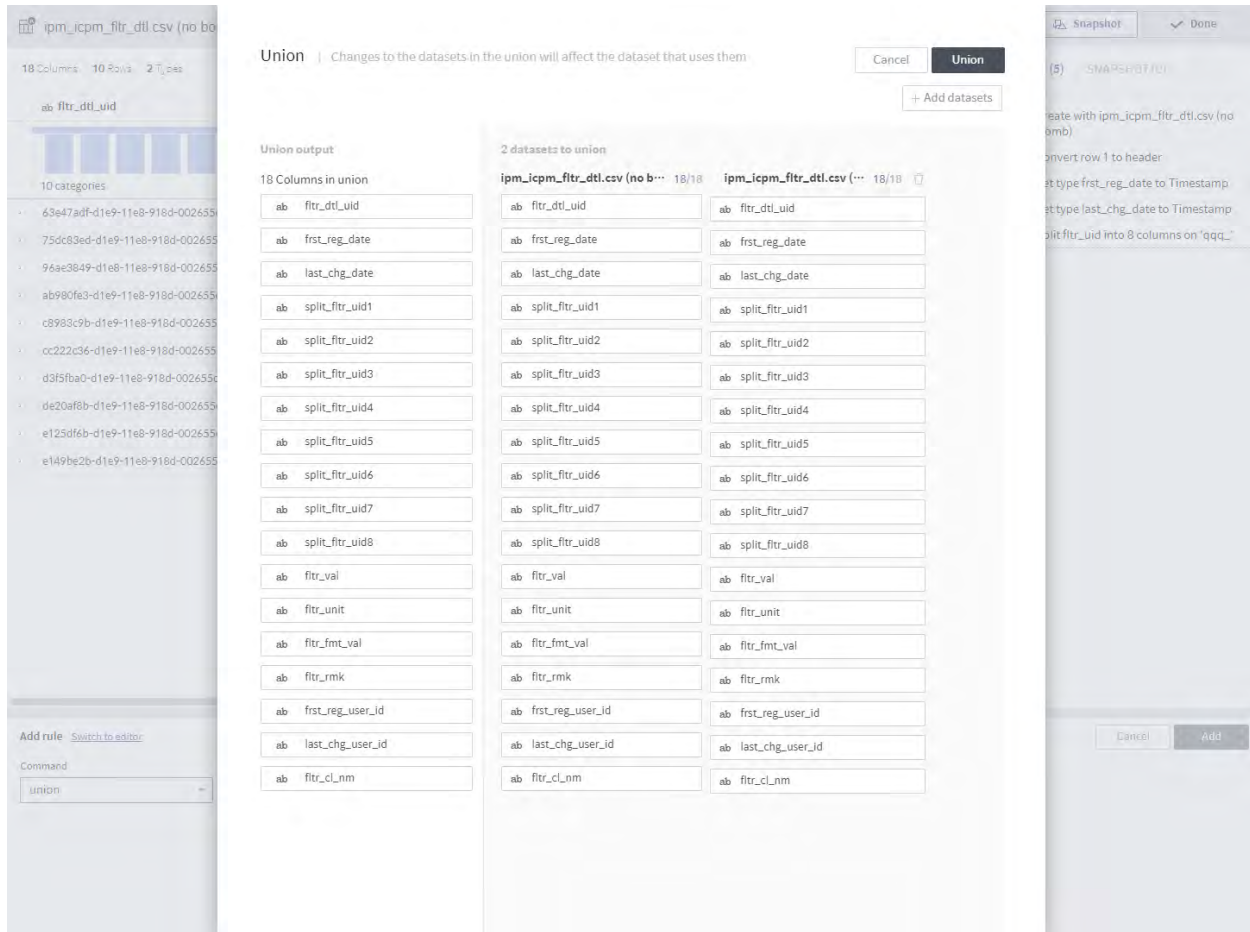 ipm_icpm_fltr_dtl.csv (no bo
Snapshot
Done
18 Columns 10 Rows 2 Types
ab fltr_dtl_uid
10 categories
63e47adf-d1e9-11e8-918d-002655
75dc83ed-d1e9-11e8-918d-002655
96ae3849-d1e8-11e8-918d-002655
ab980fe3-d1e9-11e8-918d-002655
c8983c9b-d1e9-11e8-918d-002655
cc222c36-d1e9-11e8-918d-002655
d3f5fba0-d1e9-11e8-918d-002655
de20af8b-d1e9-11e8-918d-002655
e125df6b-d1e9-11e8-918d-002655
e149be2b-d1e9-11e8-918d-002655
Add rule Switch to editor
Command
union
Union | Changes to the datasets in the union will affect the dataset that uses them
Cancel
Union
+ Add datasets
Union output
18 Columns in union
ab fltr_dtl_uid
ab frst_reg_date
ab last_chg_date
ab split_fltr_uid1
ab split_fltr_uid2
ab split_fltr_uid3
ab split_fltr_uid4
ab split_fltr_uid5
ab split_fltr_uid6
ab split_fltr_uid7
ab split_fltr_uid8
ab fltr_val
ab fltr_unit
ab fltr_fmt_val
ab fltr_rmk
ab frst_reg_user_id
ab last_chg_user_id
ab fltr_cl_nm
2 datasets to union
ipm_icpm_fltr_dtl.csv (no b··· 18/18
ab fltr_dtl_uid
ab frst_reg_date
ab last_chg_date
ab split_fltr_uid1
ab split_fltr_uid2
ab split_fltr_uid3
ab split_fltr_uid4
ab split_fltr_uid5
ab split_fltr_uid6
ab split_fltr_uid7
ab split_fltr_uid8
ab fltr_val
ab fltr_unit
ab fltr_fmt_val
ab fltr_rmk
ab frst_reg_user_id
ab last_chg_user_id
ab fltr_cl_nm
ipm_icpm_fltr_dtl.csv (··· 18/18
ab fltr_dtl_uid
ab frst_reg_date
ab last_chg_date
ab split_fltr_uid1
ab split_fltr_uid2
ab split_fltr_uid3
ab split_fltr_uid4
ab split_fltr_uid5
ab split_fltr_uid6
ab split_fltr_uid7
ab split_fltr_uid8
ab fltr_val
ab fltr_unit
ab fltr_fmt_val
ab fltr_rmk
ab frst_reg_user_id
ab last_chg_user_id
ab fltr_cl_nm
(5)
eate with ipm_icpm_fltr_dtl.csv (no
omb)
onvert row 1 to header
et type frst_reg_date to Timestamp
et type last_chg_date to Timestamp
plit fltr_uid into 8 columns on "qqq_"
Cancel
Add